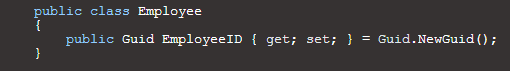 public class Employee
{
public Guid EmployeeID { get; set; } = Guid.NewGuid();
}